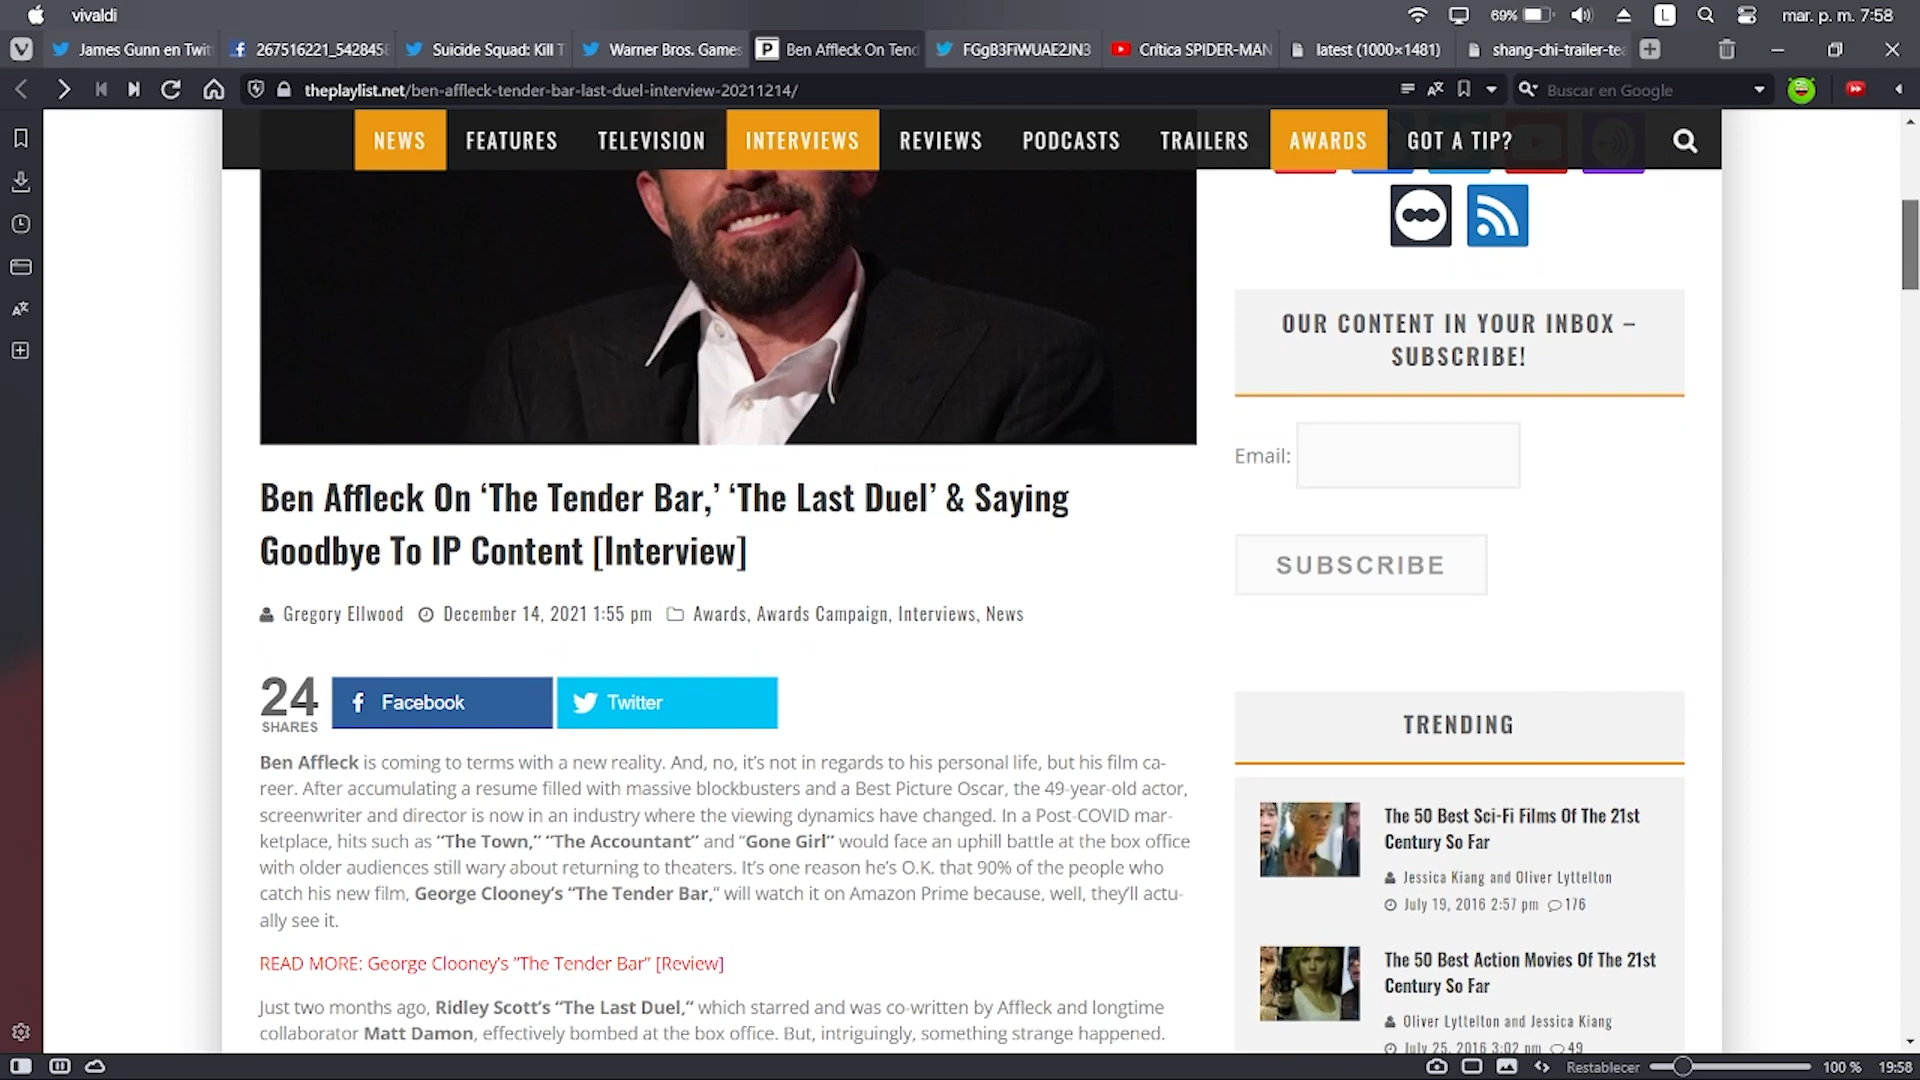 vivaldi
69%
L
mar. p. m. 7:58
James Gunn en Twit
267516221_542845
Suicide Squad: Kill T
Warner Bros. Games
Ben Affleck On Tend
FGgB3FiWUAE2JN3
Crítica SPIDER-MAN
latest (1000×1481)
shang-chi-trailer-te
theplaylist.net/ben-affleck-tender-bar-last-duel-interview-20211214/
Buscar en Google
NEWS
FEATURES
TELEVISION
INTERVIEWS
REVIEWS
PODCASTS
TRAILERS
AWARDS
GOT A TIP?
Ben Affleck On ‘The Tender Bar,’ ‘The Last Duel’ & Saying
Goodbye To IP Content [Interview]
Gregory Ellwood
December 14, 2021 1:55 pm
Awards, Awards Campaign, Interviews, News
24
SHARES
Facebook
Twitter
Ben Affleck is coming to terms with a new reality. And, no, it’s not in regards to his personal life, but his film ca-
reer. After accumulating a resume filled with massive blockbusters and a Best Picture Oscar, the 49-year-old actor,
screenwriter and director is now in an industry where the viewing dynamics have changed. In a Post-COVID mar-
ketplace, hits such as “The Town,” “The Accountant” and “Gone Girl” would face an uphill battle at the box office
with older audiences still wary about returning to theaters. It’s one reason he’s O.K. that 90% of the people who
catch his new film, George Clooney’s “The Tender Bar,“ will watch it on Amazon Prime because, well, they’ll actu-
ally see it.
READ MORE: George Clooney’s ”The Tender Bar” [Review]
Just two months ago, Ridley Scott’s “The Last Duel,“ which starred and was co-written by Affleck and longtime
collaborator Matt Damon, effectively bombed at the box office. But, intriguingly, something strange happened.
OUR CONTENT IN YOUR INBOX –
SUBSCRIBE!
Email:
SUBSCRIBE
TRENDING
The 50 Best Sci-Fi Films Of The 21st
Century So Far
Jessica Kiang and Oliver Lyttelton
July 19, 2016 2:57 pm
176
The 50 Best Action Movies Of The 21st
Century So Far
Oliver Lyttelton and Jessica Kiang
July 25, 2016 3:02 pm
49
Restablecer
100 %
19:58